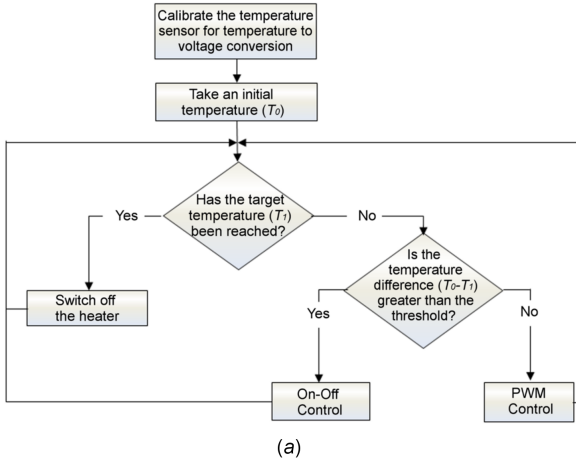 Calibrate the temperature
sensor for temperature to
voltage conversion
Take an initial
temperature (T0)
Has the target
temperature (T1)
been reached?
Yes
No
Switch off
the heater
Is the
temperature
difference (T0-T1)
greater than the
threshold?
Yes
No
On-Off
Control
PWM
Control
(a)